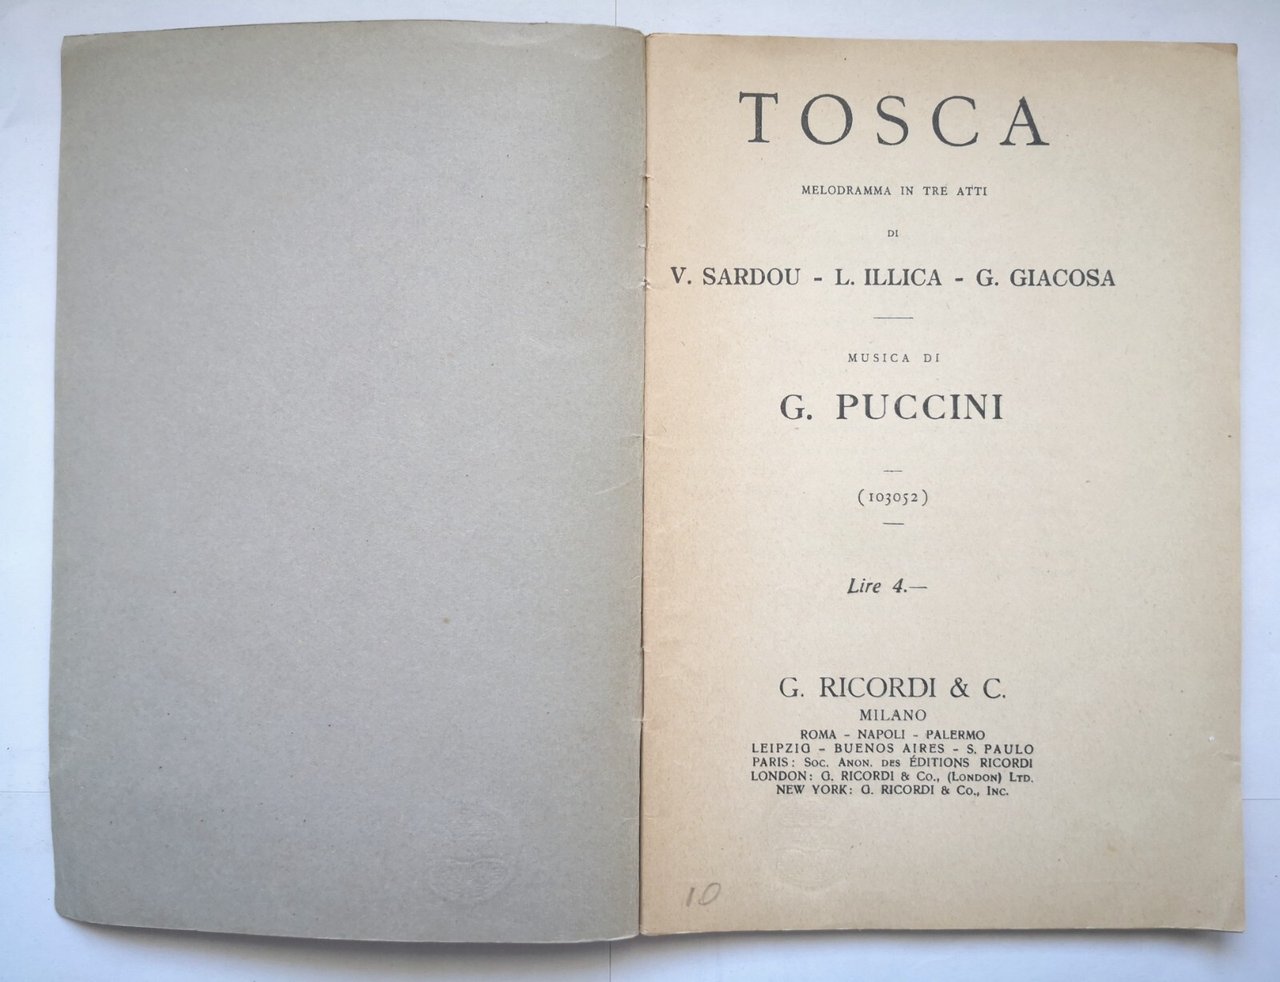 TOSCA
MELODRAMMA IN TRE ATTI
DI
V. SARDOU - L. ILLICA - G. GIACOSA
MUSICA DI
G. PUCCINI
(103052)
Lire 4.—
G. RICORDI & C.
MILANO
ROMA - NAPOLI - PALERMO
LEIPZIG - BUENOS AIRES - S. PAULO
PARIS: Soc. Anon. des ÉDITIONS RICORDI
LONDON: G. RICORDI & Co., (London) Ltd.
NEW YORK: G. RICORDI & Co., Inc.
10